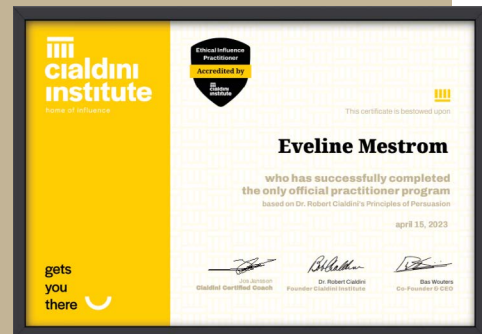 cialdini
institute
home of influence
gets
you
there
Ethical Influence
Practitioner
Accredited by
cialdini
institute
This certificate is bestowed upon
Eveline Mestrom
who has successfully completed
the only official practitioner program
based on Dr. Robert Cialdini's Principles of Persuasion
april 15, 2023
Cialdini Certified Coach
Dr. Robert Cialdini
Founder Cialdini Institute
Bas Wouters
Co-Founder & CEO